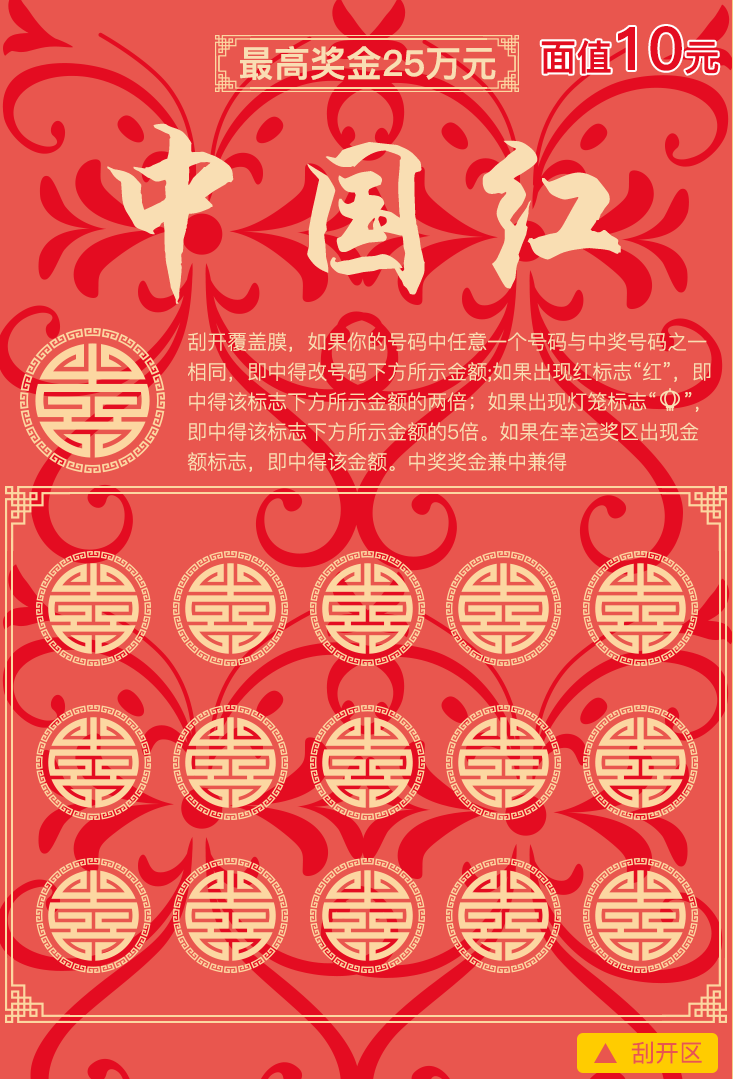 最高奖金25万元
面值10元
中国红
刮开覆盖膜，如果你的号码中任意一个号码与中奖号码之一
相同，即中得改号码下方所示金额;如果出现红标志“红”，即
中得该标志下方所示金额的两倍；如果出现灯笼标志“”，
即中得该标志下方所示金额的5倍。如果在幸运奖区出现金
额标志，即中得该金额。中奖奖金兼中兼得
▲ 刮开区